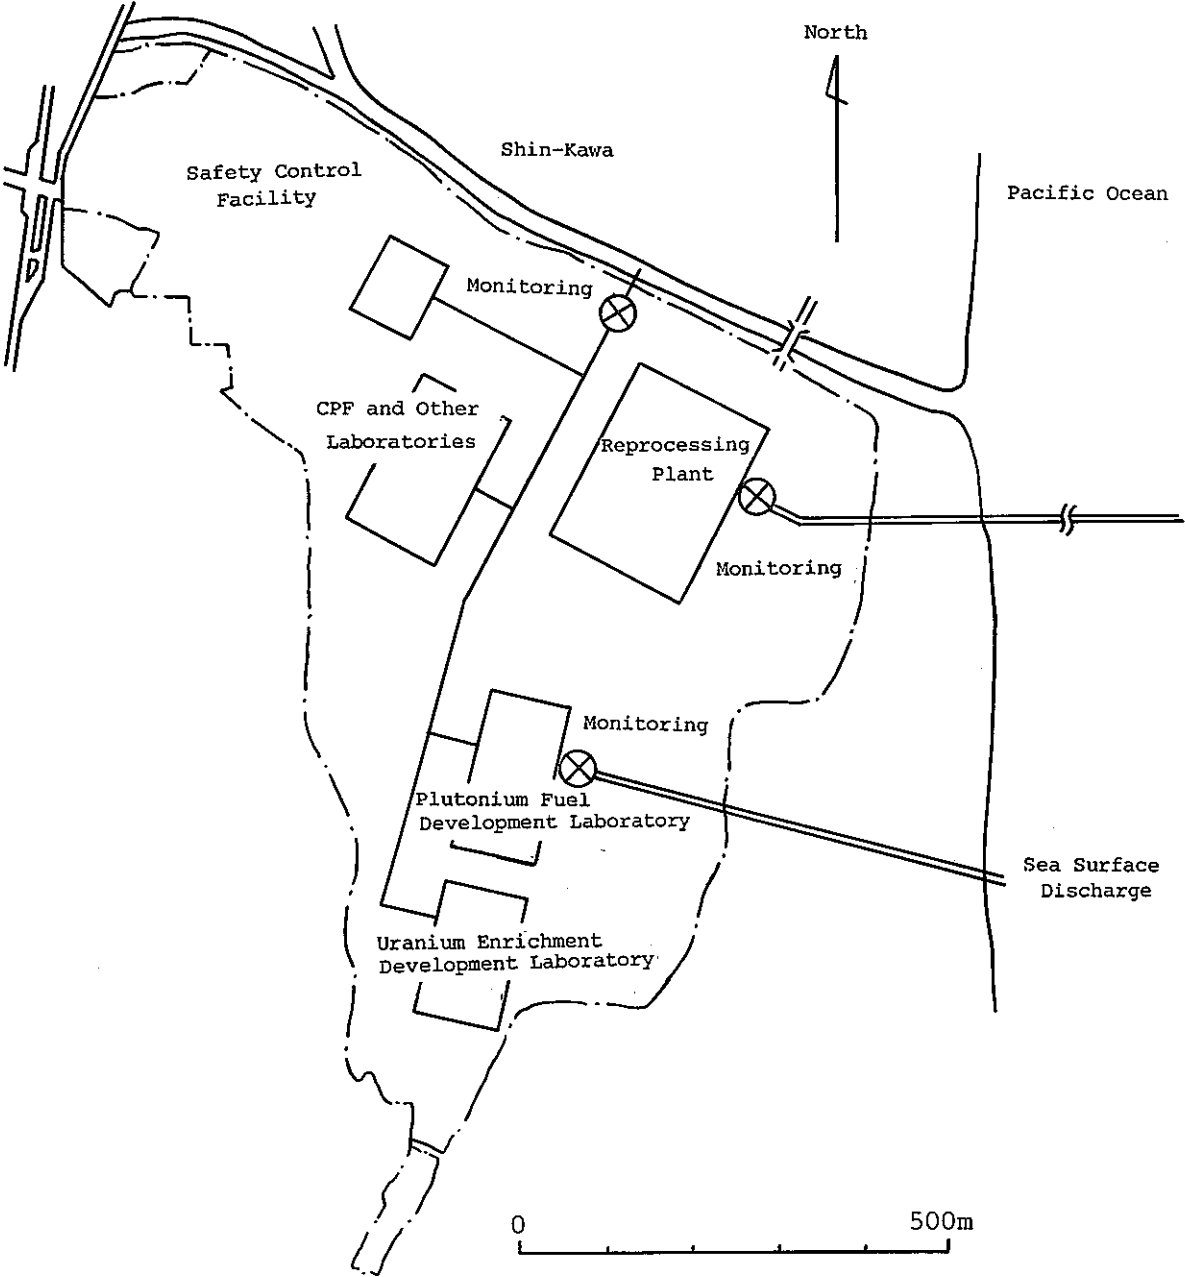 North
Shin-Kawa
Safety Control
Facility
Pacific Ocean
Monitoring
CPF and Other
Laboratories
Reprocessing
Plant
Monitoring
Monitoring
Plutonium Fuel
Development Laboratory
Sea Surface
Discharge
Uranium Enrichment
Development Laboratory
0
500m